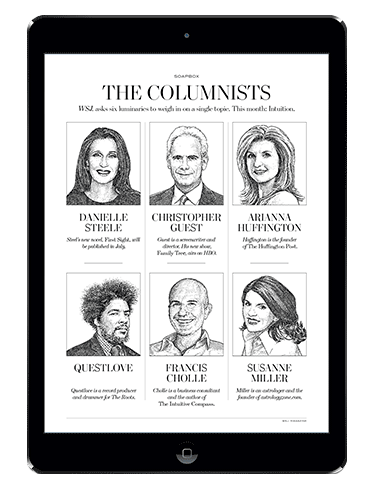 SOAPBOX
THE COLUMNISTS
WSJ. asks six luminaries to weigh in on a single topic. This month: Intuition.
DANIELLE
STEELE
Steel's new novel, First Sight, will
be published in July.
CHRISTOPHER
GUEST
Guest is a screenwriter and
director. His new show,
Family Tree, airs on HBO.
ARIANNA
HUFFINGTON
Huffington is the founder
of The Huffington Post.
QUESTLOVE
Questlove is a record producer
and drummer for The Roots.
FRANCIS
CHOLLE
Cholle is a business consultant
and the author of
The Intuitive Compass.
SUSANNE
MILLER
Miller is an astrologer and the
founder of astrologyzone.com.
WSJ. MAGAZINE